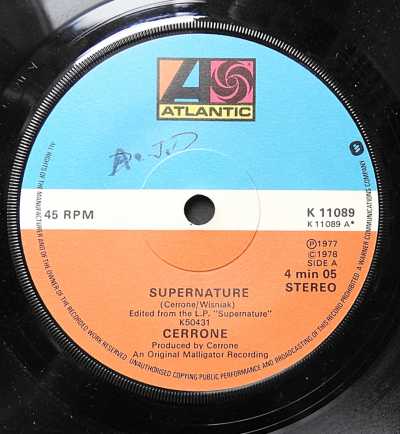 ATLANTIC
A.J.D
45 RPM
K 11089
K 11089 A*
℗1977
©1978
SIDE A
4 min 05
STEREO
SUPERNATURE
(Cerrone/Wisniak)
Edited from the L.P. "Supernature"
K50431
CERRONE
Produced by Cerrone
An Original Malligator Recording
ALL RIGHTS OF THE MANUFACTURER AND OF THE OWNER OF THE RECORDED WORK RESERVED UNAUTHORISED COPYING PUBLIC PERFORMANCE AND BROADCASTING OF THIS RECORD PROHIBITED A WARNER COMMUNICATIONS COMPANY